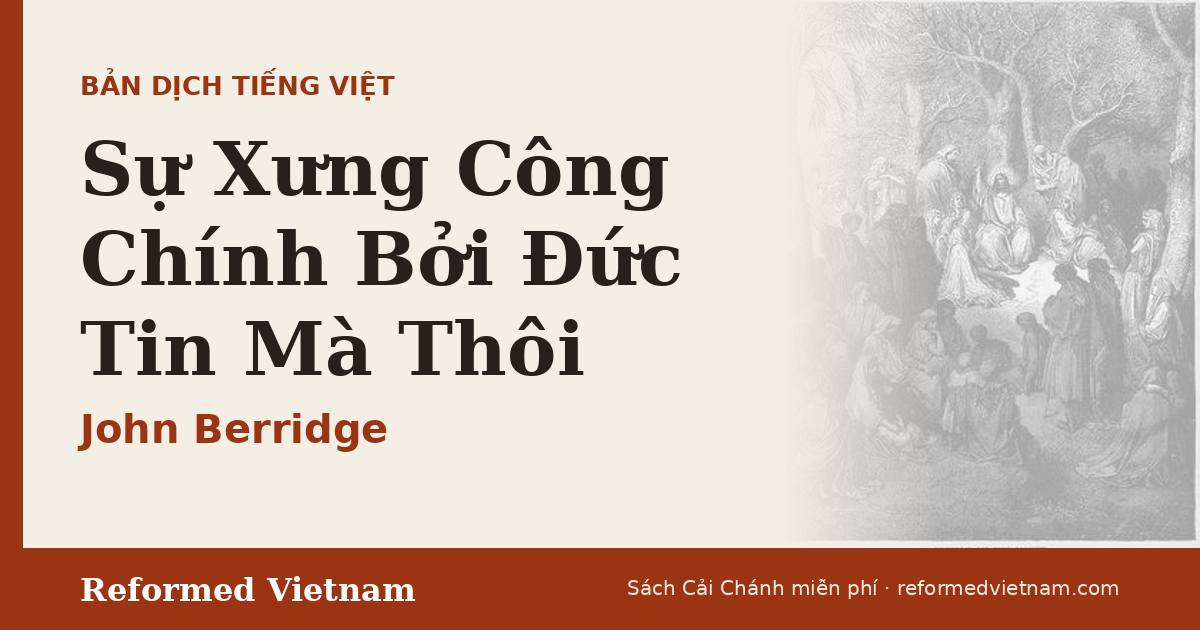 BẢN DỊCH TIẾNG VIỆT
Sự Xưng Công
Chính Bởi Đức
Tin Mà Thôi
John Berridge
Reformed Vietnam
Sách Cải Chánh miễn phí · reformedvietnam.com